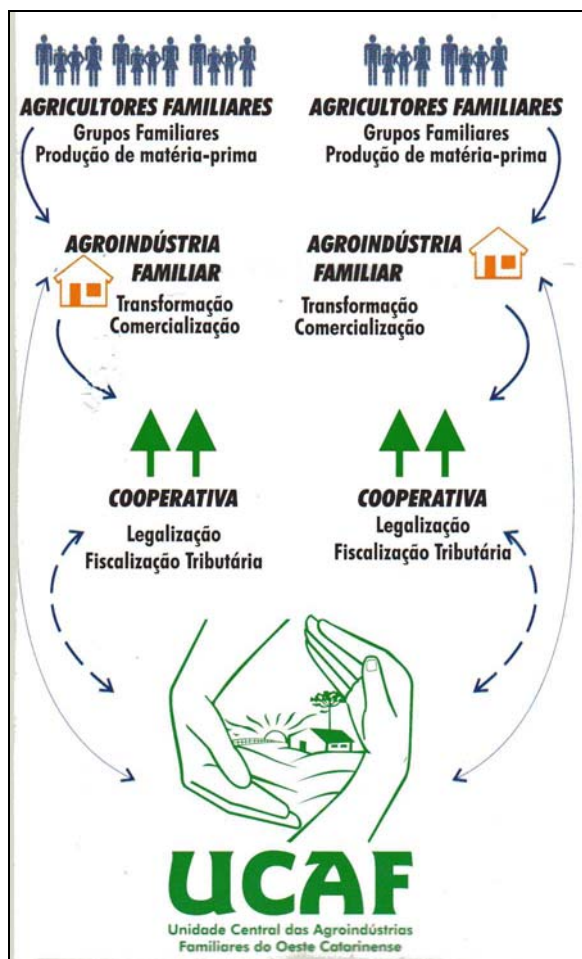 AGRICULTORES FAMILIARES
Grupos Familiares
Produção de matéria-prima
AGRICULTORES FAMILIARES
Grupos Familiares
Produção de matéria-prima
AGROINDÚSTRIA
FAMILIAR
Transformação
Comercialização
AGROINDÚSTRIA
FAMILIAR
Transformação
Comercialização
COOPERATIVA
Legalização
Fiscalização Tributária
COOPERATIVA
Legalização
Fiscalização Tributária
UCAF
Unidade Central das Agroindústrias
Familiares do Oeste Catarinense